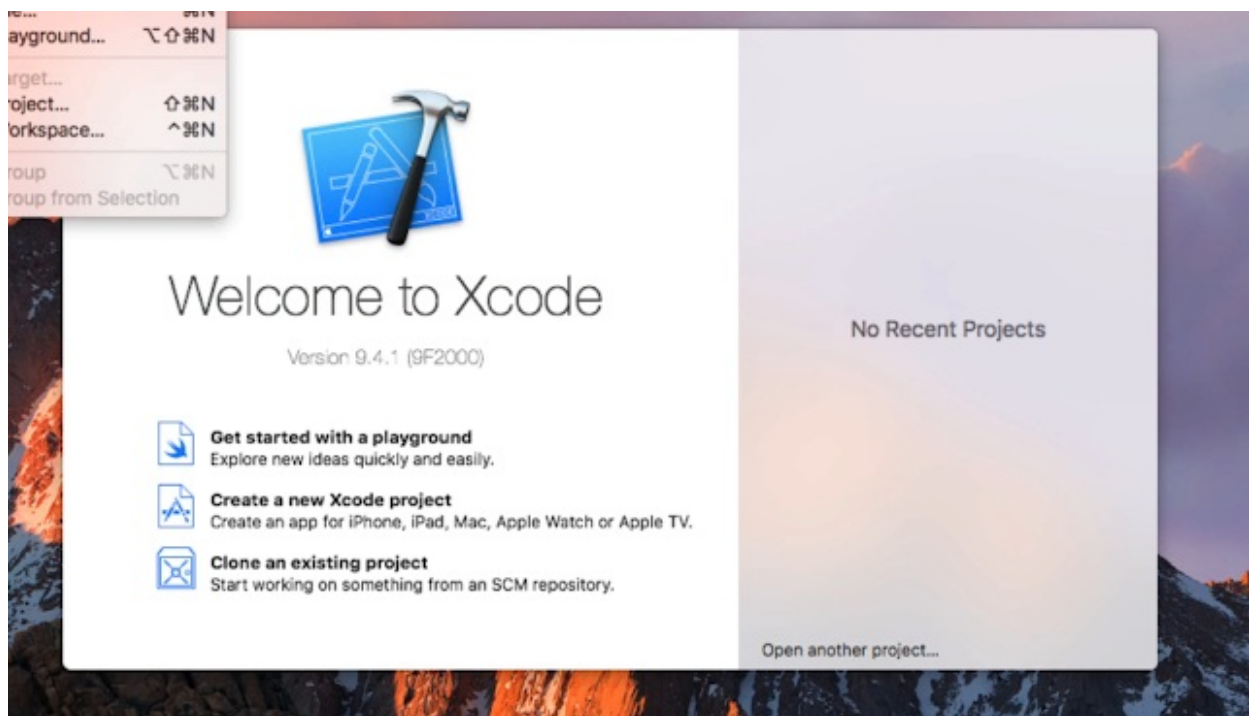 ayground... ⌥⇧⌘N
arget...
roject... ⇧⌘N
orkspace... ^⌘N
roup ⌥⌘N
roup from Selection
XCODE
Welcome to Xcode
Version 9.4.1 (9F2000)
Get started with a playground
Explore new ideas quickly and easily.
Create a new Xcode project
Create an app for iPhone, iPad, Mac, Apple Watch or Apple TV.
Clone an existing project
Start working on something from an SCM repository.
No Recent Projects
Open another project...